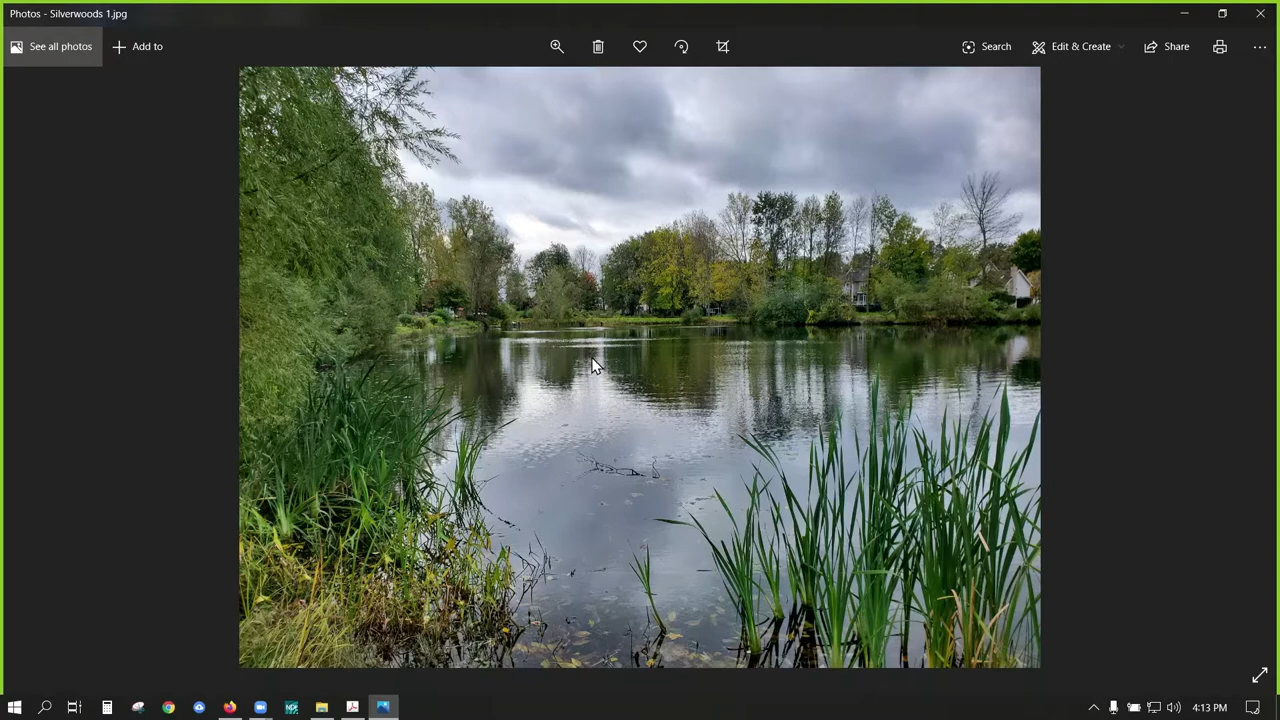 Photos - Silverwoods 1.jpg
See all photos
Add to
Search
Edit & Create
Share
4:13 PM